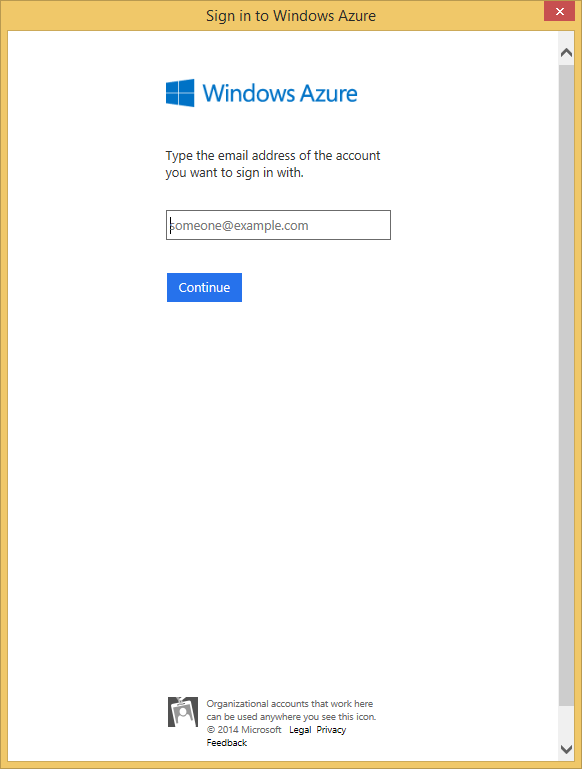 Sign in to Windows Azure
Windows Azure
Type the email address of the account
you want to sign in with.
someone@example.com
Continue
Organizational accounts that work here
can be used anywhere you see this icon.
© 2014 Microsoft Legal Privacy
Feedback